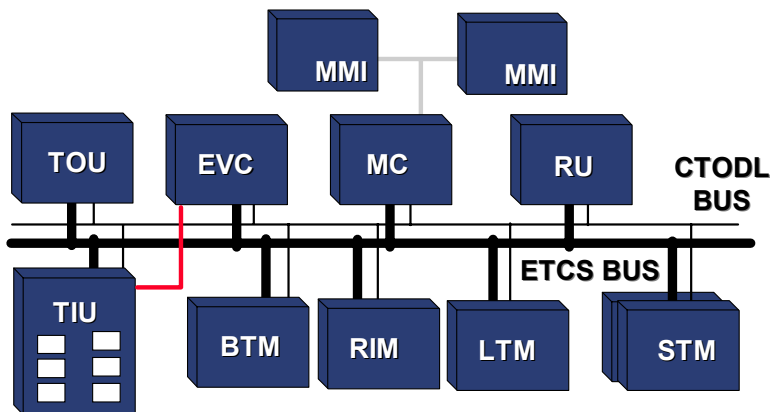 MMI
MMI
TOU
EVC
MC
RU
CTODL
BUS
ETCS BUS
TIU
BTM
RIM
LTM
STM